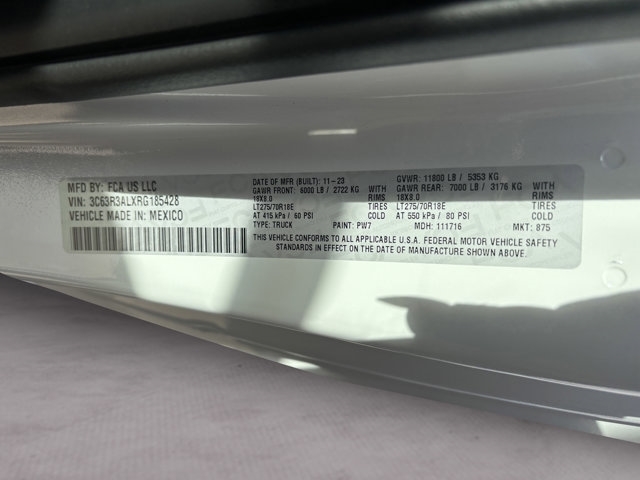 MFD BY: FCA US LLC
VIN: 3C63R3ALXRG185428
VEHICLE MADE IN: MEXICO
DATE OF MFR (BUILT): 11-23 GVWR: 11800 LB / 5353 KG
GAWR FRONT: 6000 LB / 2722 KG WITH GAWR REAR: 7000 LB / 3176 KG WITH
18X8.0 RIMS 18X8.0 RIMS
LT275/70R18E TIRES LT275/70R18E TIRES
AT 415 kPa / 60 PSI COLD AT 550 kPa / 80 PSI COLD
TYPE: TRUCK PAINT: PW7 MDH: 111716 MKT: 875
THIS VEHICLE CONFORMS TO ALL APPLICABLE U.S.A. FEDERAL MOTOR VEHICLE SAFETY
STANDARDS IN EFFECT ON THE DATE OF MANUFACTURE SHOWN ABOVE.